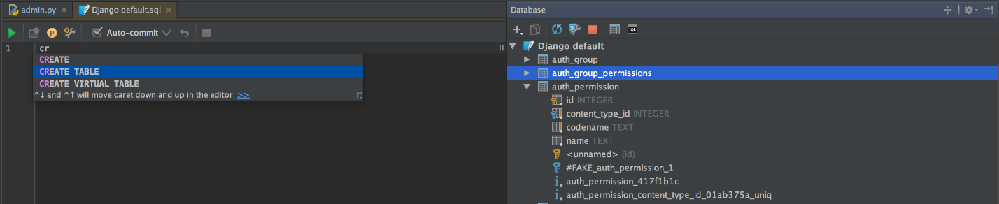 admin.py × Django default.sql ×
Auto-commit
1 cr
CREATE
CREATE TABLE
CREATE VIRTUAL TABLE
^↓ and ^↑ will move caret down and up in the editor >> π
Database
QL
Django default
auth_group
auth_group_permissions
auth_permission
id INTEGER
content_type_id INTEGER
codename TEXT
name TEXT
<unnamed> (id)
#FAKE_auth_permission_1
auth_permission_417f1b1c
auth_permission_content_type_id_01ab375a_uniq